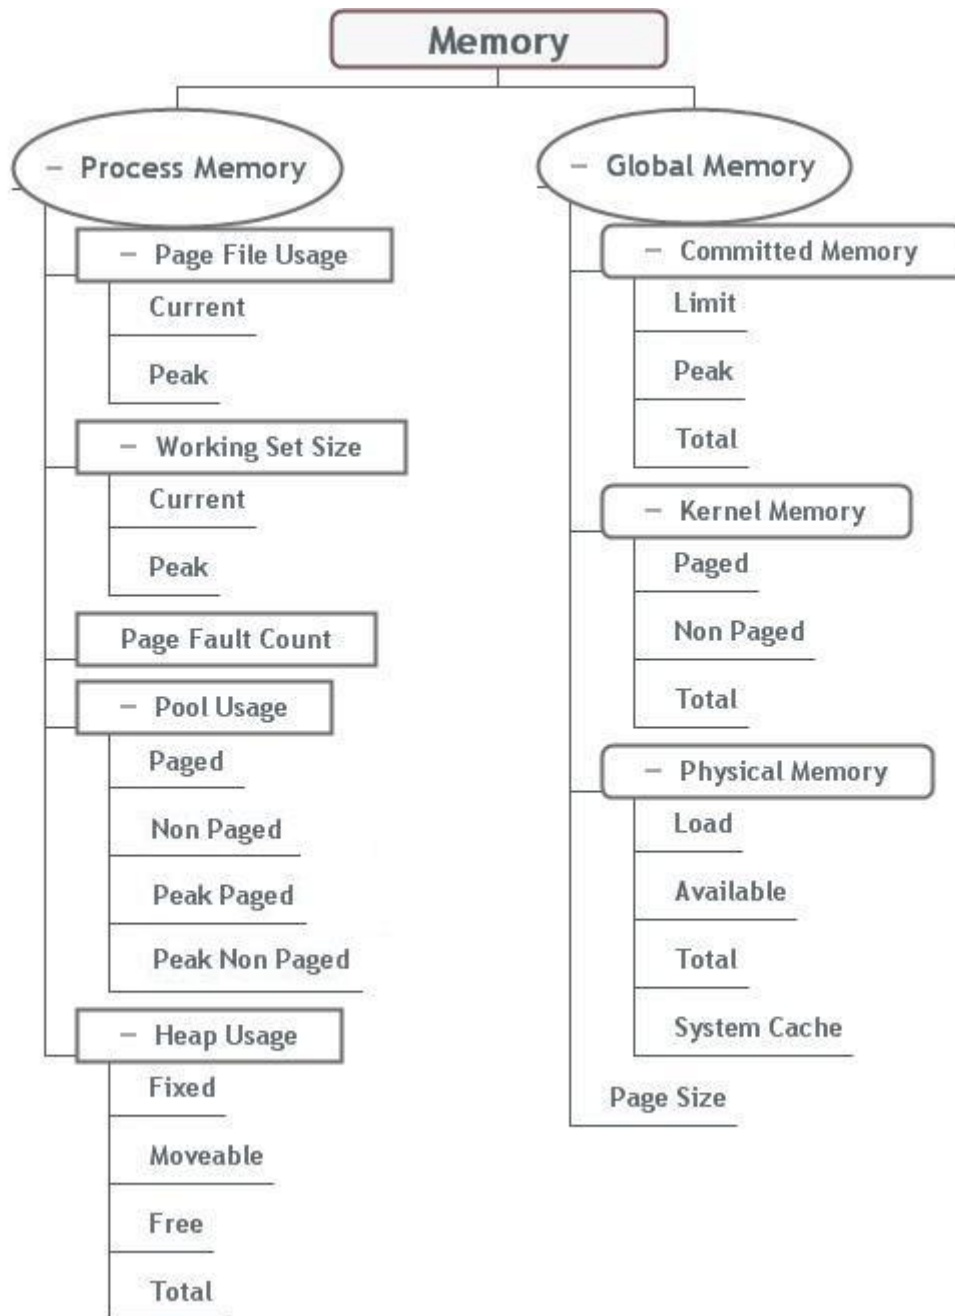 Memory
Process Memory
Page File Usage
Current
Peak
Working Set Size
Current
Peak
Page Fault Count
Pool Usage
Paged
Non Paged
Peak Paged
Peak Non Paged
Heap Usage
Fixed
Moveable
Free
Total
Global Memory
Committed Memory
Limit
Peak
Total
Kernel Memory
Paged
Non Paged
Total
Physical Memory
Load
Available
Total
System Cache
Page Size